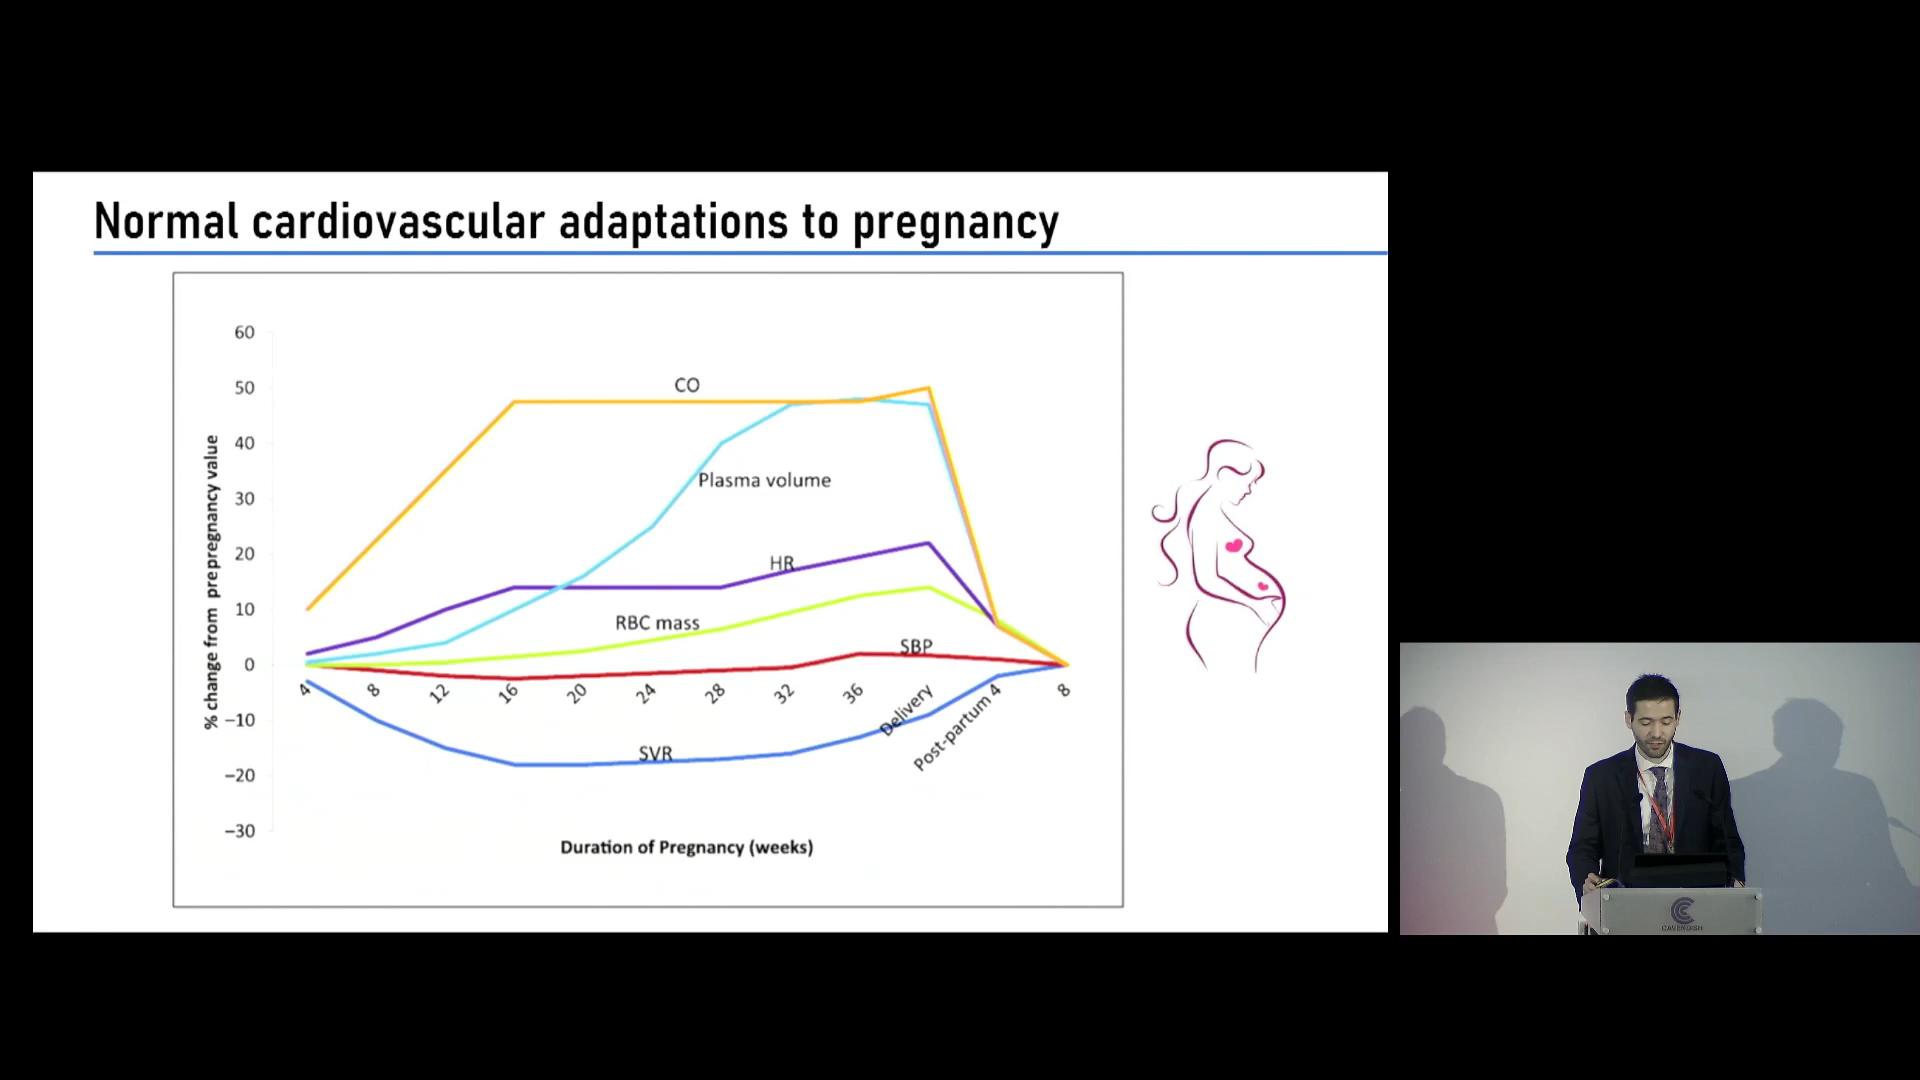 Normal cardiovascular adaptations to pregnancy
60
50
40
30
20
10
0
−10
−20
−30
% change from prepregnancy value
CO
Plasma volume
HR
RBC mass
SBP
SVR
4
8
12
16
20
24
28
32
36
Delivery
Post-partum 4
8
Duration of Pregnancy (weeks)
CAVENDISH